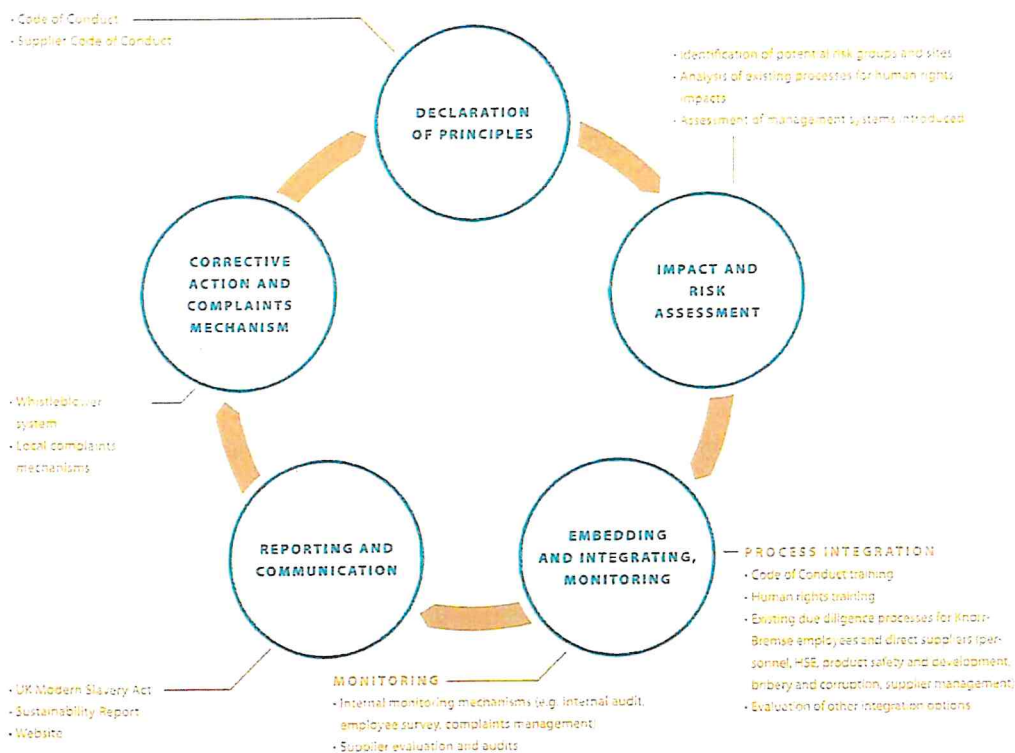 • Code of Conduct
• Supplier Code of Conduct
DECLARATION
OF PRINCIPLES
• Identification of potential risk groups and sites
• Analysis of existing processes for human rights
impacts
• Assessment of management systems introduced
IMPACT AND
RISK
ASSESSMENT
EMBEDDING
AND INTEGRATING,
MONITORING
PROCESS INTEGRATION
• Code of Conduct training
• Human rights training
• Existing due diligence processes for Knorr-
Bremse employees and direct suppliers (per-
sonnel, HSE, product safety and development,
bribery and corruption, supplier management)
• Evaluation of other integration options
MONITORING
• Internal monitoring mechanisms (e.g. internal audit,
employee survey, complaints management)
• Supplier evaluation and audits
REPORTING AND
COMMUNICATION
• UK Modern Slavery Act
• Sustainability Report
• Website
CORRECTIVE
ACTION AND
COMPLAINTS
MECHANISM
• Whistleblower
system
• Local complaints
mechanisms